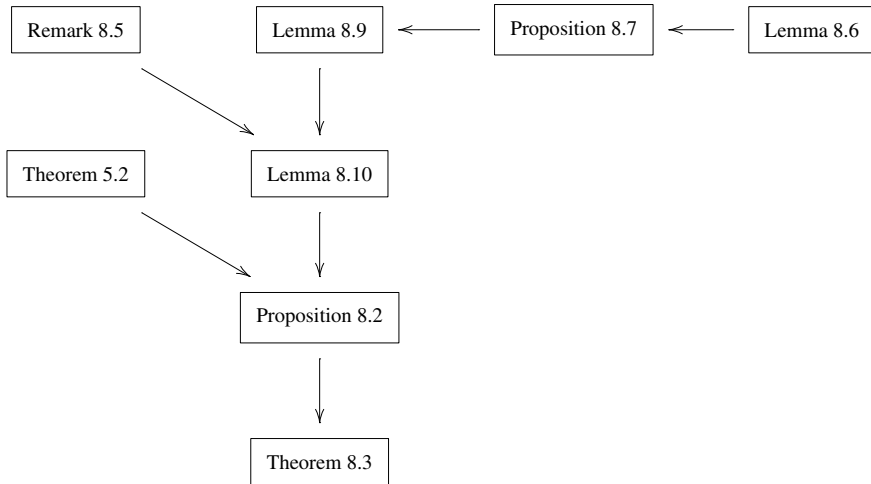 Remark 8.5
Lemma 8.9
Proposition 8.7
Lemma 8.6
Theorem 5.2
Lemma 8.10
Proposition 8.2
Theorem 8.3